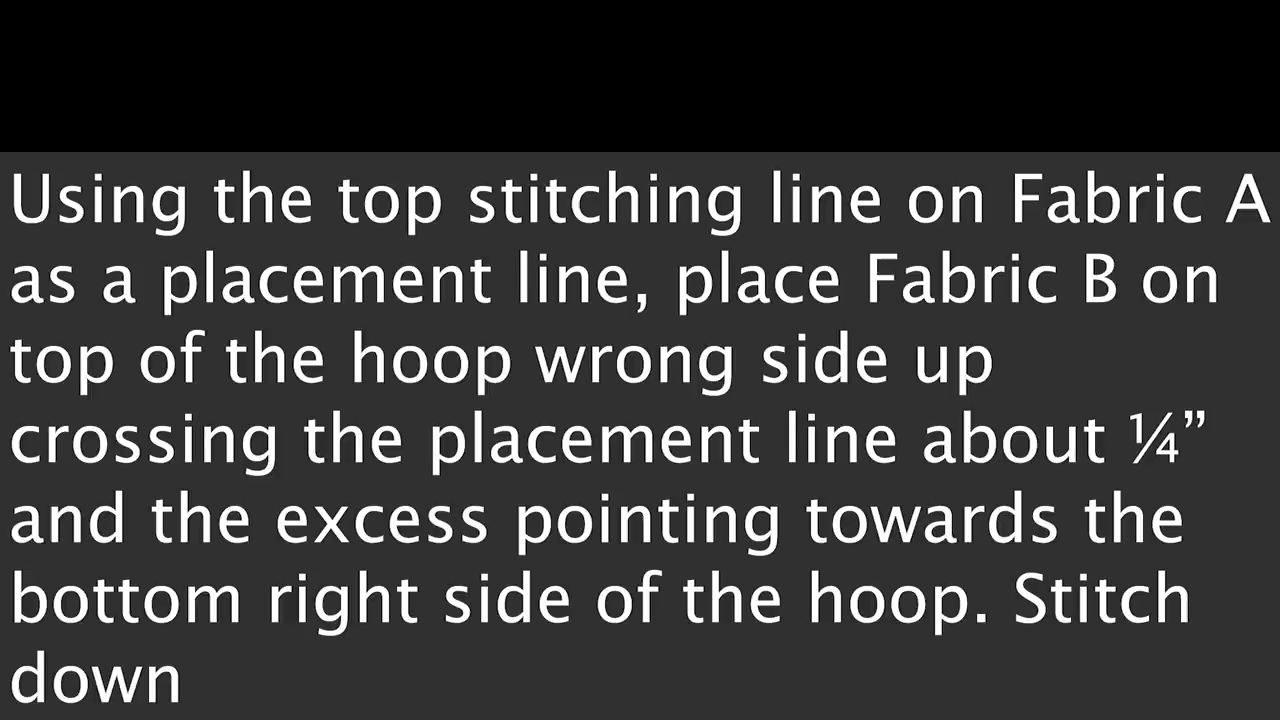 Using the top stitching line on Fabric A
as a placement line, place Fabric B on
top of the hoop wrong side up
crossing the placement line about ¼”
and the excess pointing towards the
bottom right side of the hoop. Stitch
down